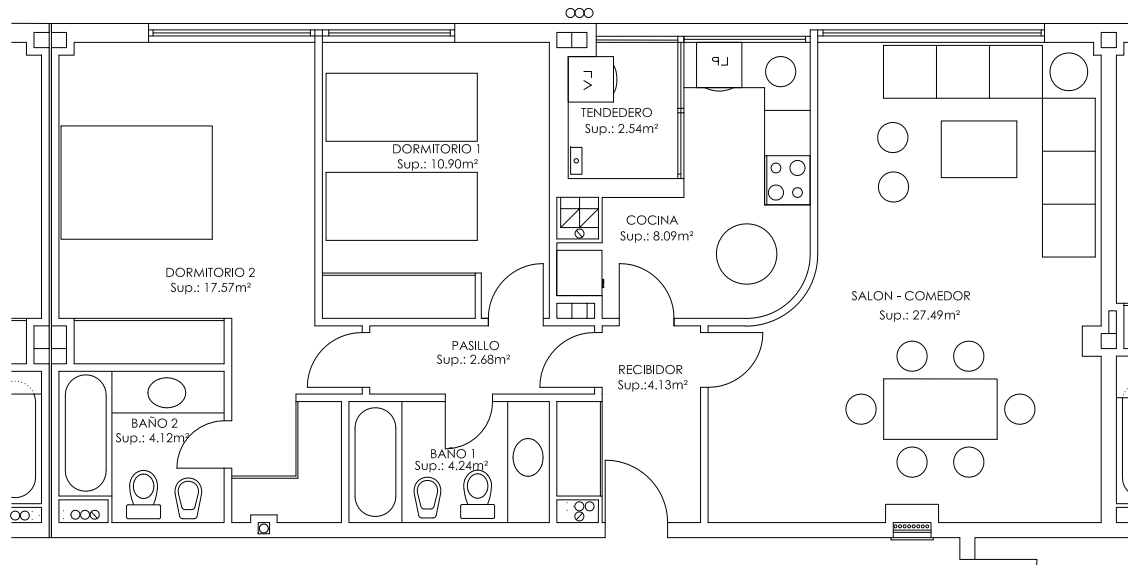 LP
LV
TENDEDERO
Sup.: 2.54m²
DORMITORIO 1
Sup.: 10.90m²
COCINA
Sup.: 8.09m²
DORMITORIO 2
Sup.: 17.57m²
SALON - COMEDOR
Sup.: 27.49m²
PASILLO
Sup.: 2.68m²
RECIBIDOR
Sup.:4.13m²
BAÑO 2
Sup.: 4.12m²
BAÑO 1
Sup.: 4.24m²